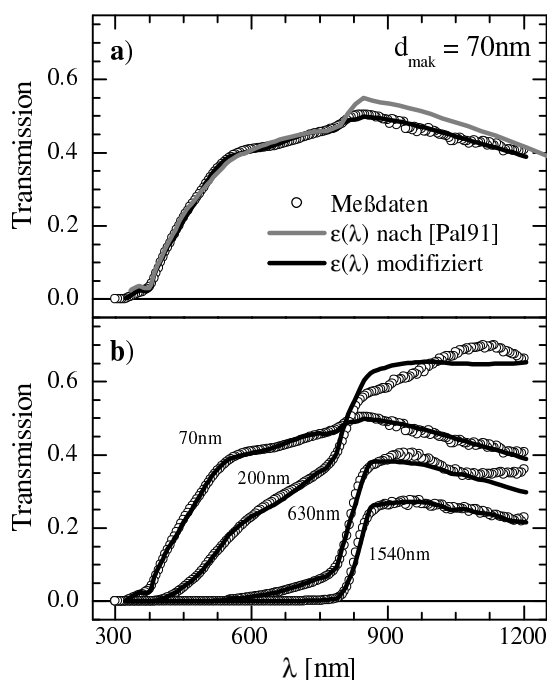 a)
d_mak = 70nm
0.6
0.4
0.2
0.0
Transmission
Meßdaten
ε(λ) nach [Pal91]
ε(λ) modifiziert
b)
0.6
0.4
0.2
0.0
Transmission
70nm
200nm
630nm
1540nm
300
600
900
1200
λ [nm]